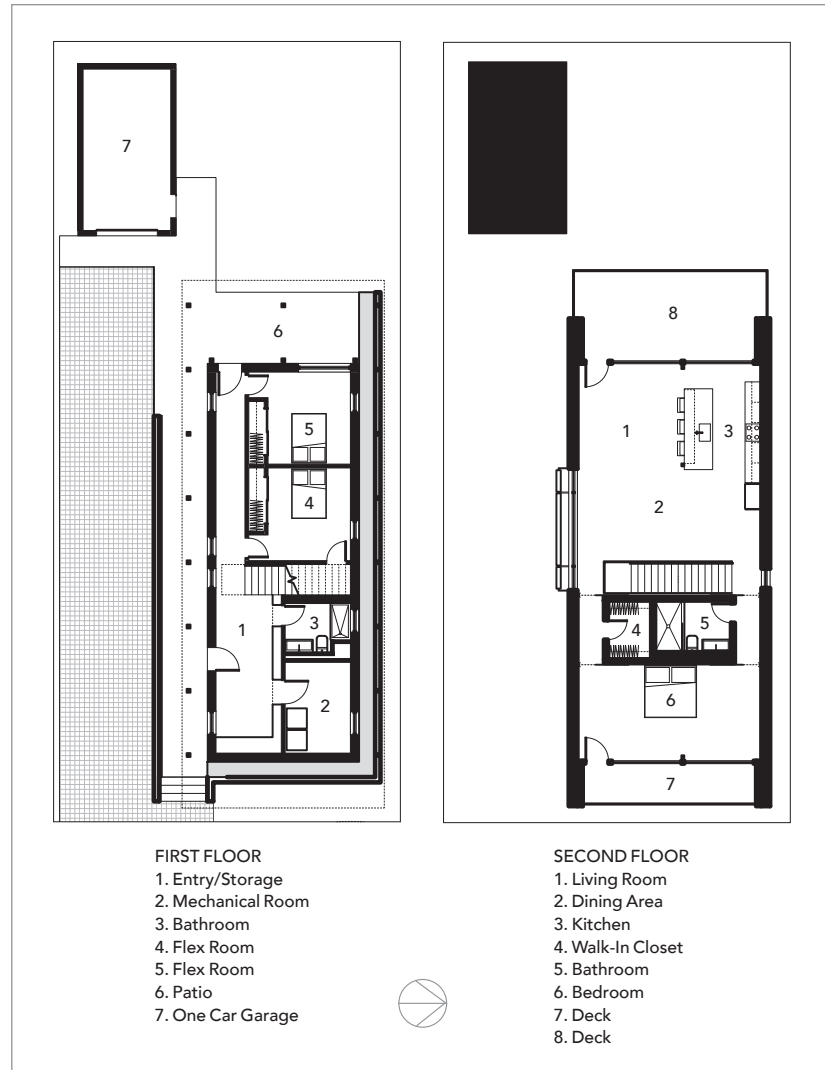 7
6
5
4
3
1
2
8
1
3
2
4
5
6
7
FIRST FLOOR
1. Entry/Storage
2. Mechanical Room
3. Bathroom
4. Flex Room
5. Flex Room
6. Patio
7. One Car Garage
SECOND FLOOR
1. Living Room
2. Dining Area
3. Kitchen
4. Walk-In Closet
5. Bathroom
6. Bedroom
7. Deck
8. Deck